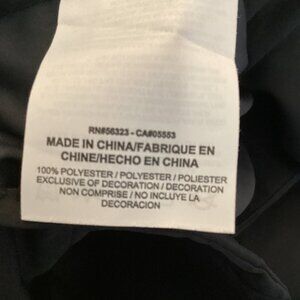 RN#56323 - CA#05553
MADE IN CHINA/FABRIQUE EN
CHINE/HECHO EN CHINA
100% POLYESTER / POLYESTER / POLIESTER
EXCLUSIVE OF DECORATION / DECORATION
NON COMPRISE / NO INCLUYE LA
DECORACION